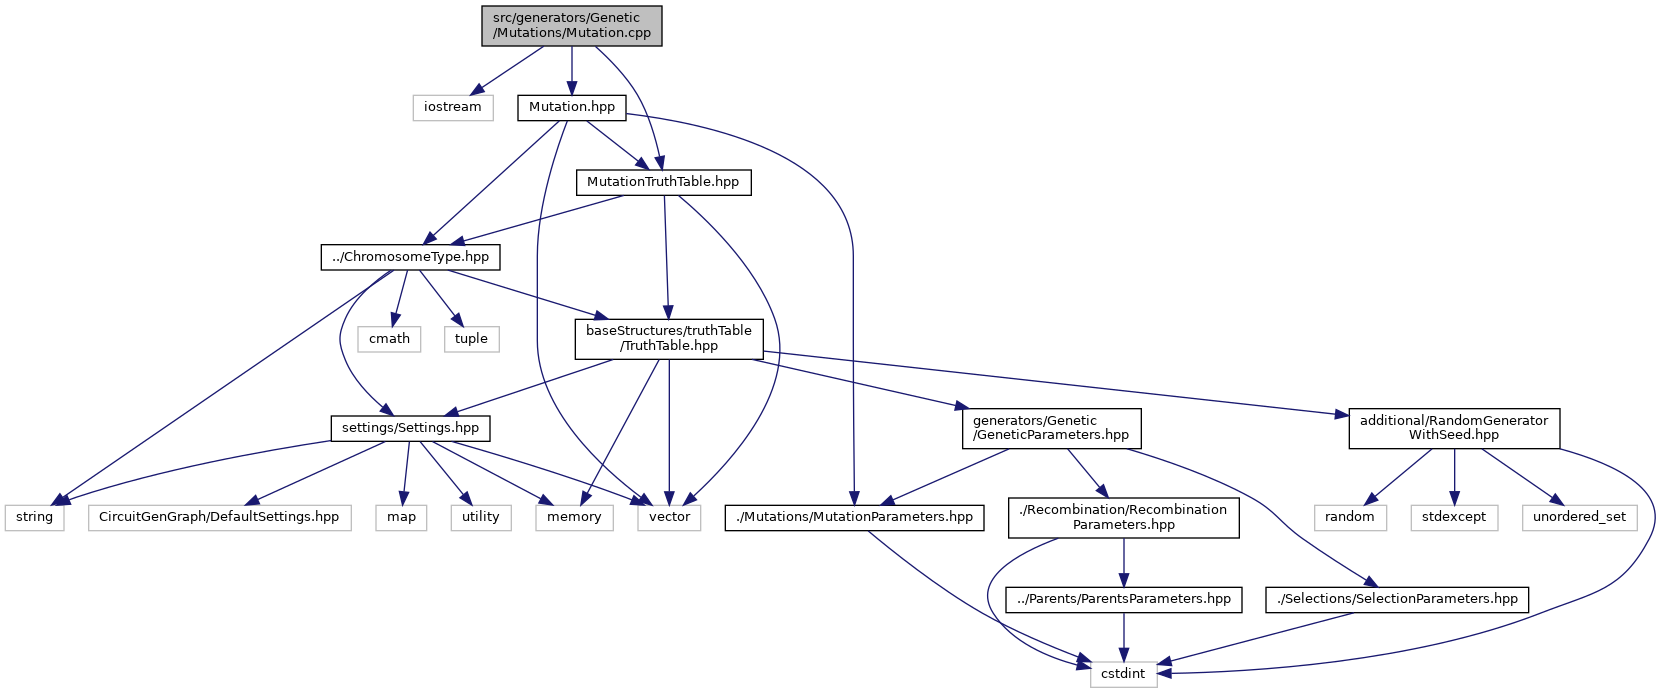 src/generators/Genetic
/Mutations/Mutation.cpp
iostream
Mutation.hpp
MutationTruthTable.hpp
../ChromosomeType.hpp
cmath
tuple
baseStructures/truthTable
/TruthTable.hpp
settings/Settings.hpp
generators/Genetic
/GeneticParameters.hpp
additional/RandomGenerator
WithSeed.hpp
string
CircuitGenGraph/DefaultSettings.hpp
map
utility
memory
vector
./Mutations/MutationParameters.hpp
./Recombination/Recombination
Parameters.hpp
random
stdexcept
unordered_set
../Parents/ParentsParameters.hpp
./Selections/SelectionParameters.hpp
cstdint